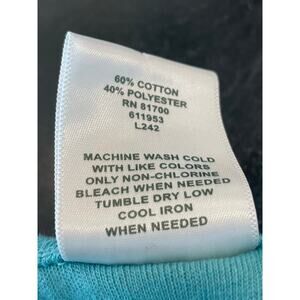 60% COTTON
40% POLYESTER
RN 81700
611953
L242
MACHINE WASH COLD
WITH LIKE COLORS
ONLY NON-CHLORINE
BLEACH WHEN NEEDED
TUMBLE DRY LOW
COOL IRON
WHEN NEEDED